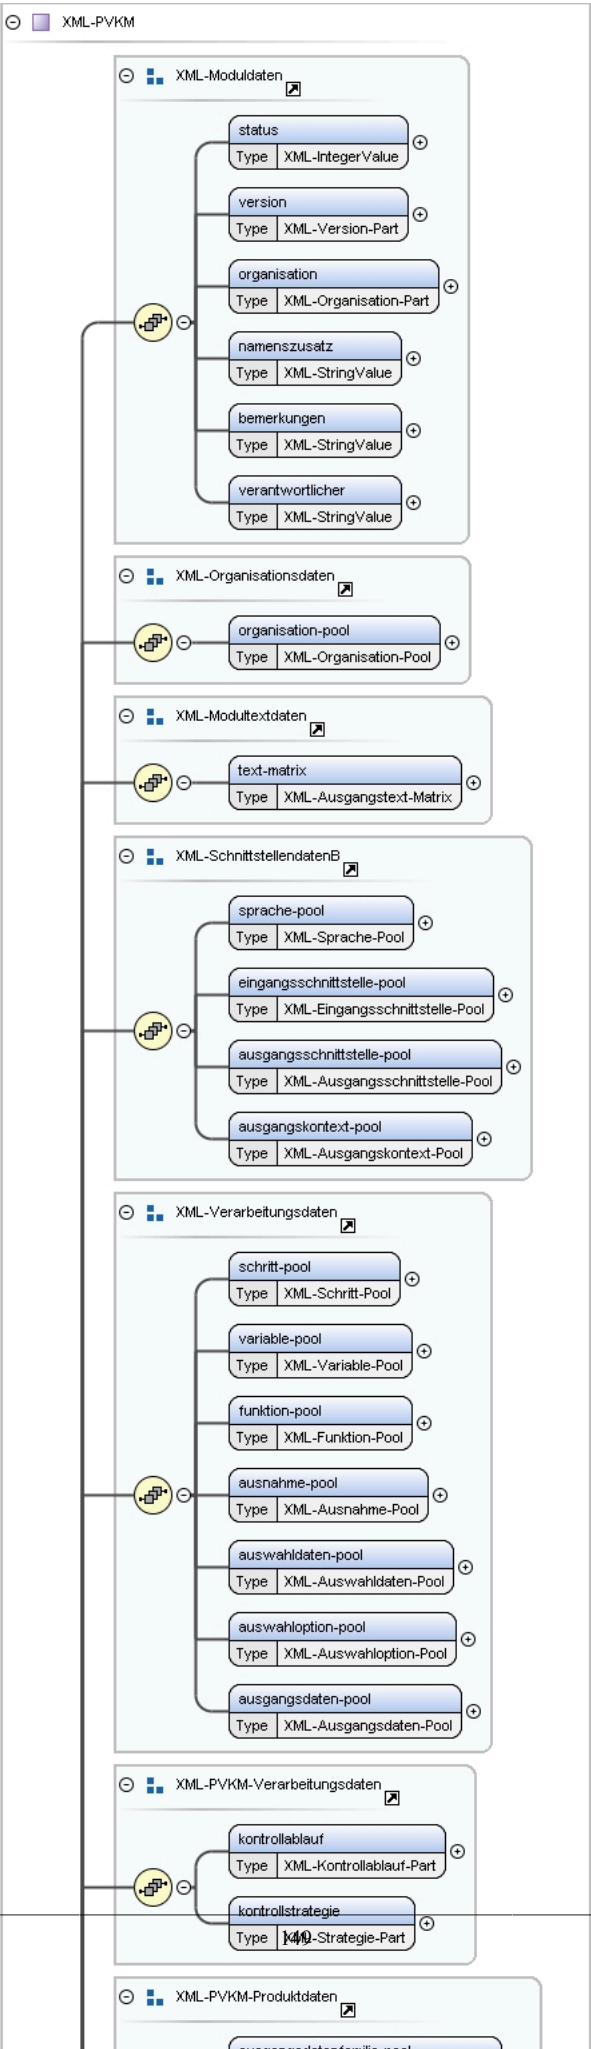 XML-PVKM
XML-Moduldaten
status
Type XML-IntegerValue
version
Type XML-Version-Part
organisation
Type XML-Organisation-Part
namenszusatz
Type XML-StringValue
bemerkungen
Type XML-StringValue
verantwortlicher
Type XML-StringValue
XML-Organisationsdaten
organisation-pool
Type XML-Organisation-Pool
XML-Modultextdaten
text-matrix
Type XML-Ausgangstext-Matrix
XML-SchnittstellendatenB
sprache-pool
Type XML-Sprache-Pool
eingangsschnittstelle-pool
Type XML-Eingangsschnittstelle-Pool
ausgangsschnittstelle-pool
Type XML-Ausgangsschnittstelle-Pool
ausgangskontext-pool
Type XML-Ausgangskontext-Pool
XML-Verarbeitungsdaten
schritt-pool
Type XML-Schritt-Pool
variable-pool
Type XML-Variable-Pool
funktion-pool
Type XML-Funktion-Pool
ausnahme-pool
Type XML-Ausnahme-Pool
auswahldaten-pool
Type XML-Auswahldaten-Pool
auswahloption-pool
Type XML-Auswahloption-Pool
ausgangsdaten-pool
Type XML-Ausgangsdaten-Pool
XML-PVKM-Verarbeitungsdaten
kontrollablauf
Type XML-Kontrollablauf-Part
kontrollstrategie
Type XML-Strategie-Part
149
XML-PVKM-Produktdaten